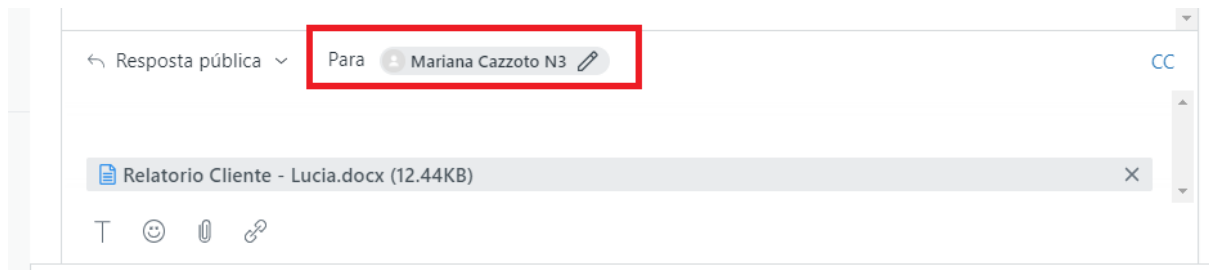 Resposta pública Para Mariana Cazzoto N3 CC
Relatorio Cliente - Lucia.docx (12.44KB)
T